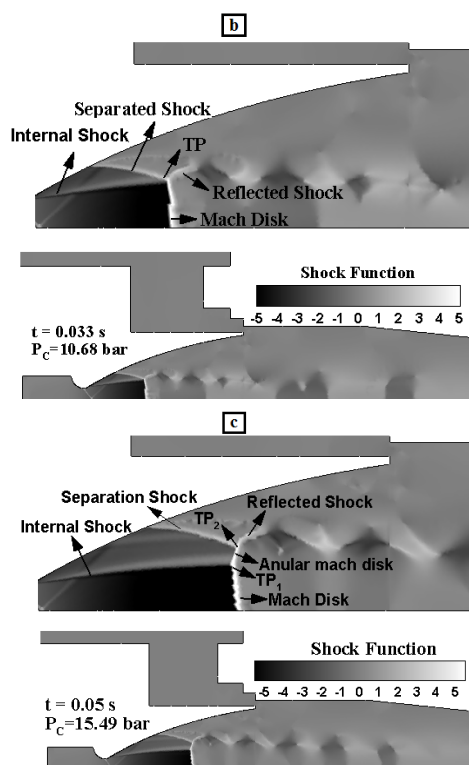 b
Separated Shock
Internal Shock
TP
Reflected Shock
Mach Disk
Shock Function
-5 -4 -3 -2 -1 0 1 2 3 4 5
t = 0.033 s
PC=10.68 bar
c
Separation Shock
Reflected Shock
TP2
Internal Shock
Anular mach disk
TP1
Mach Disk
Shock Function
-5 -4 -3 -2 -1 0 1 2 3 4 5
t = 0.05 s
PC=15.49 bar